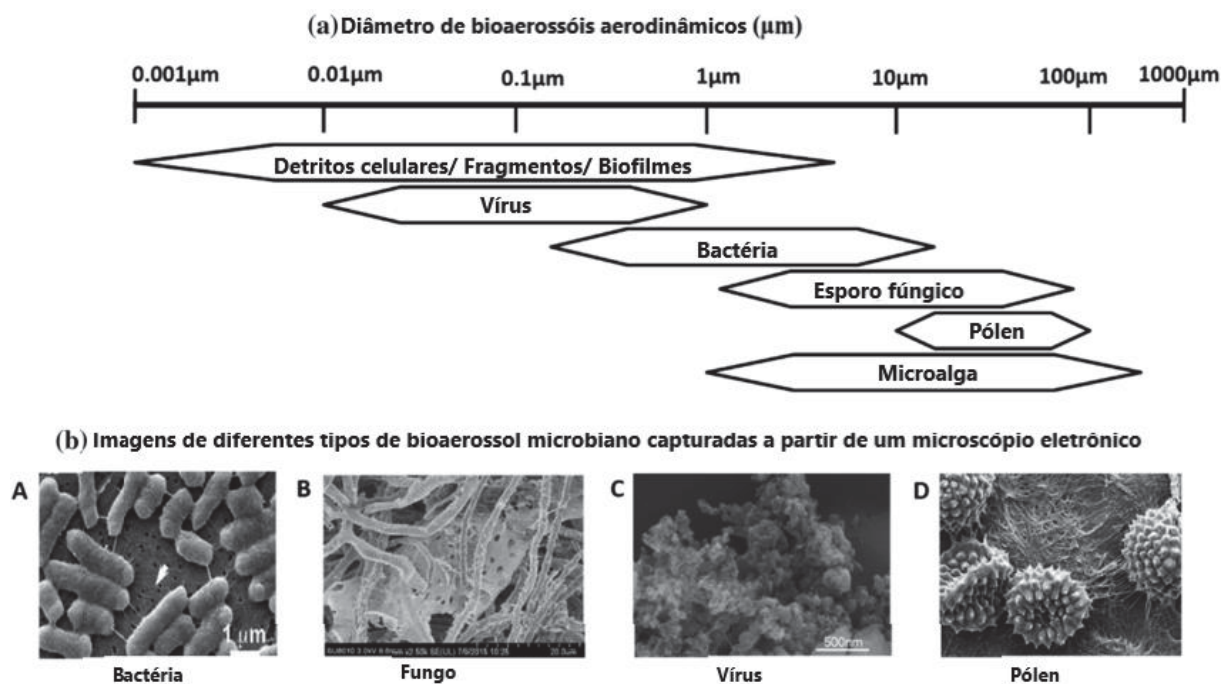 (a) Diâmetro de bioaerossóis aerodinâmicos (µm)
0.001µm 0.01µm 0.1µm 1µm 10µm 100µm 1000µm
Detritos celulares/ Fragmentos/ Biofilmes
Vírus
Bactéria
Esporo fúngico
Pólen
Microalga
(b) Imagens de diferentes tipos de bioaerossol microbiano capturadas a partir de um microscópio eletrônico
A B C D
1 µm
500nm
Bactéria Fungo Vírus Pólen